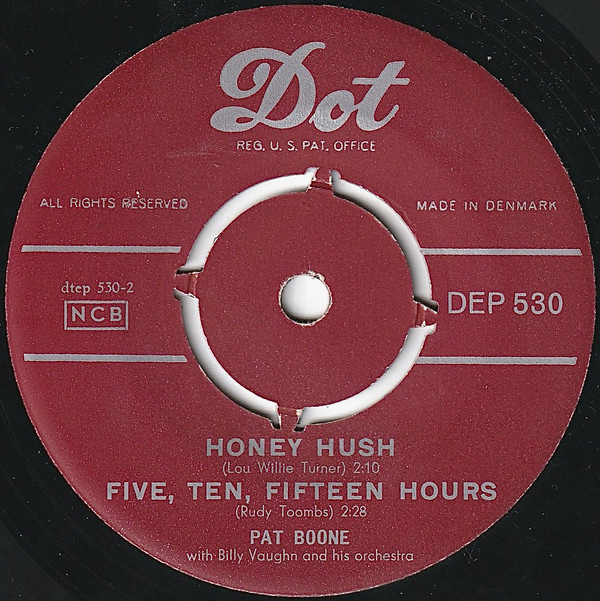 Dot
REG. U. S. PAT. OFFICE
ALL RIGHTS RESERVED
MADE IN DENMARK
dtep 530-2
NCB
DEP 530
HONEY HUSH
(Lou Willie Turner) 2:10
FIVE, TEN, FIFTEEN HOURS
(Rudy Toombs) 2:28
PAT BOONE
with Billy Vaughn and his orchestra